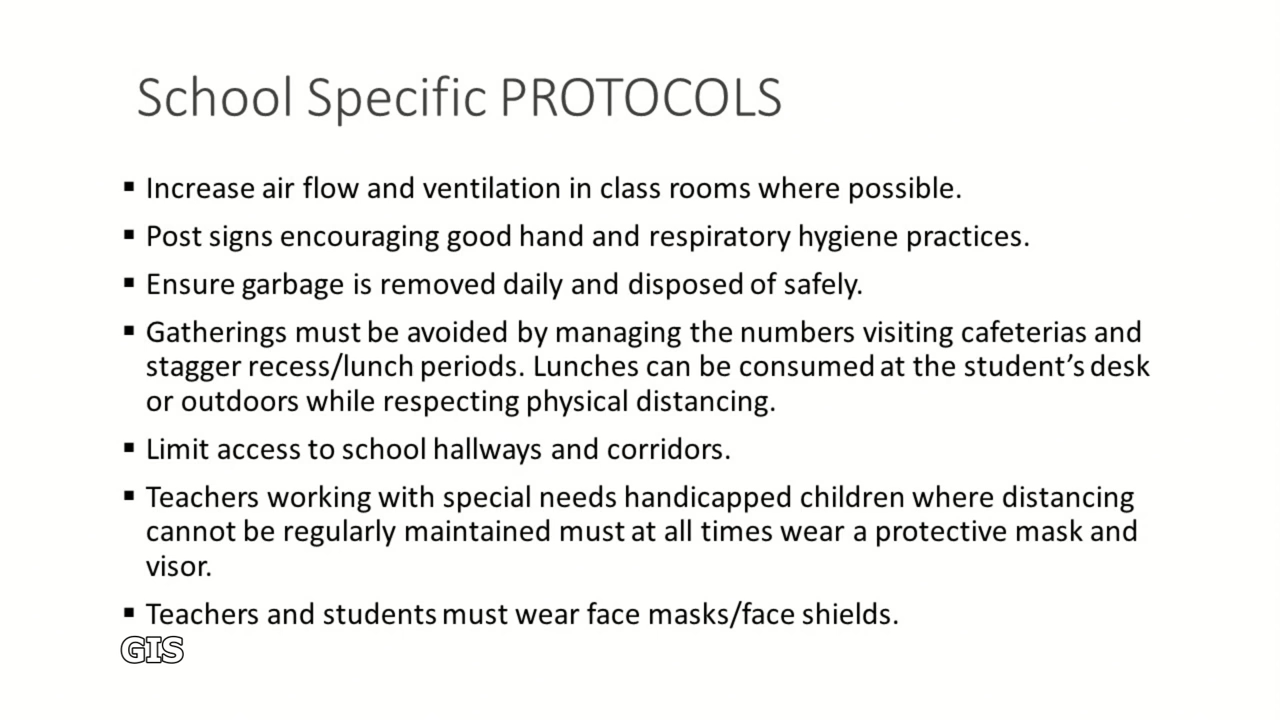 School Specific PROTOCOLS
▪ Increase air flow and ventilation in class rooms where possible.
▪ Post signs encouraging good hand and respiratory hygiene practices.
▪ Ensure garbage is removed daily and disposed of safely.
▪ Gatherings must be avoided by managing the numbers visiting cafeterias and
stagger recess/lunch periods. Lunches can be consumed at the student’s desk
or outdoors while respecting physical distancing.
▪ Limit access to school hallways and corridors.
▪ Teachers working with special needs handicapped children where distancing
cannot be regularly maintained must at all times wear a protective mask and
visor.
▪ Teachers and students must wear face masks/face shields.
GIS